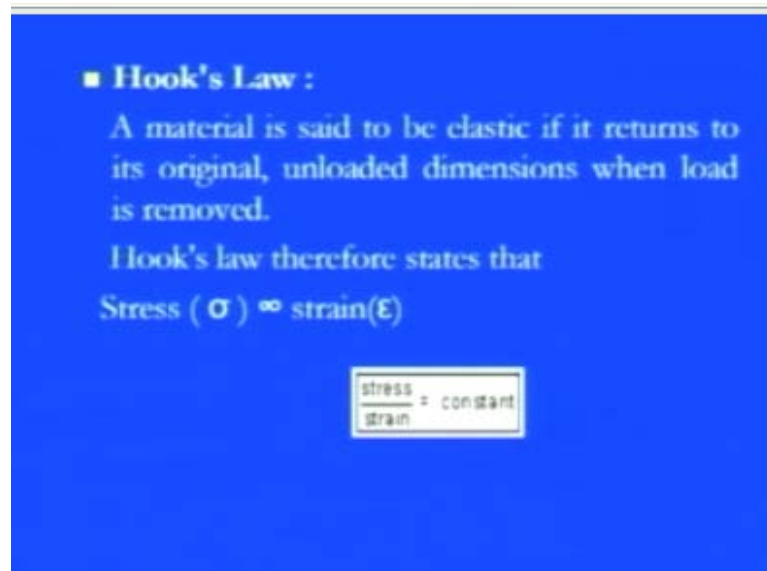 ■ Hook's Law :
A material is said to be elastic if it returns to
its original, unloaded dimensions when load
is removed.
Hook's law therefore states that
Stress ( σ ) ∞ strain(ε)
stress
strain
= constant